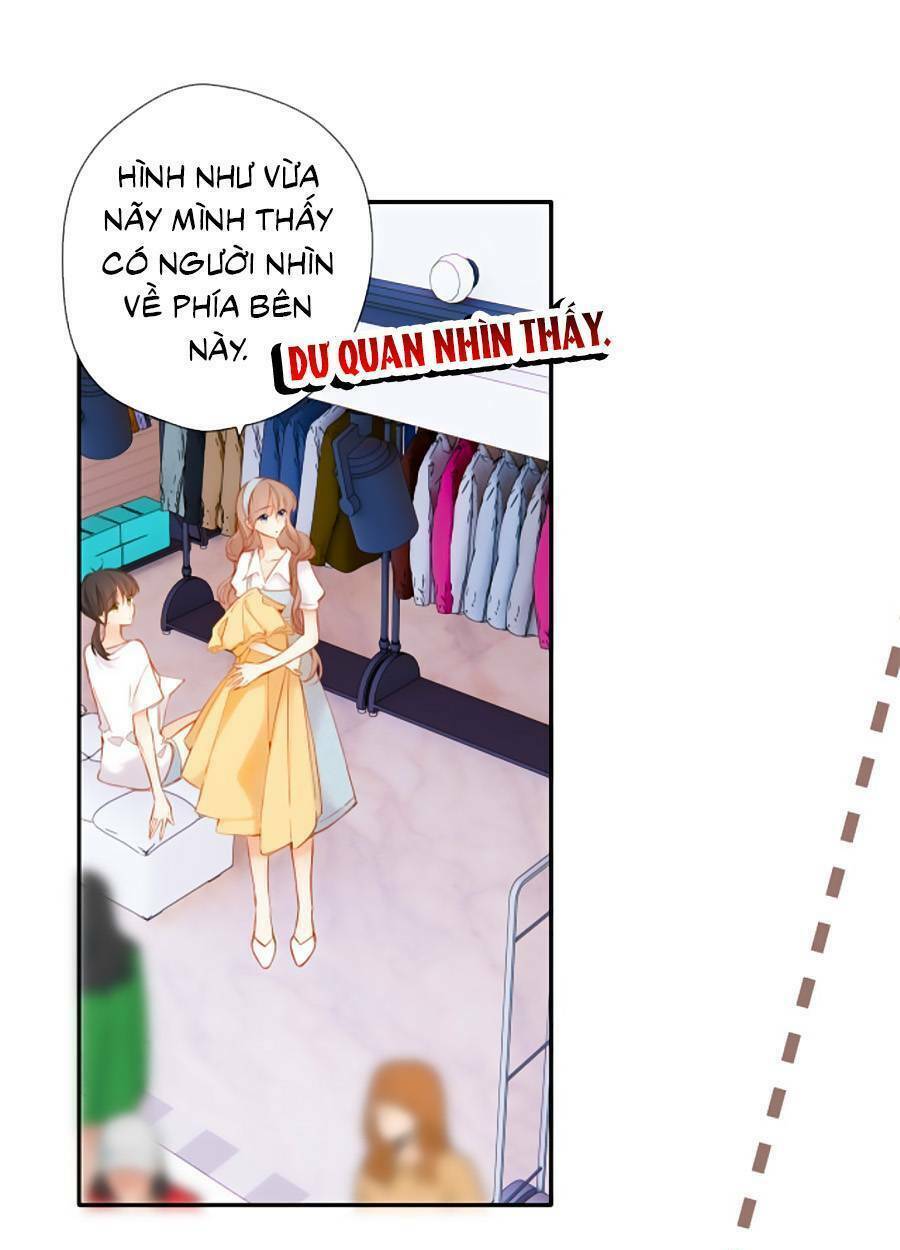 HÌNH NHƯ VỪA
NÃY MÌNH THẤY
CÓ NGƯỜI NHÌN
VỀ PHÍA BÊN
NÀY.
DƯ QUAN NHÌN THẤY.